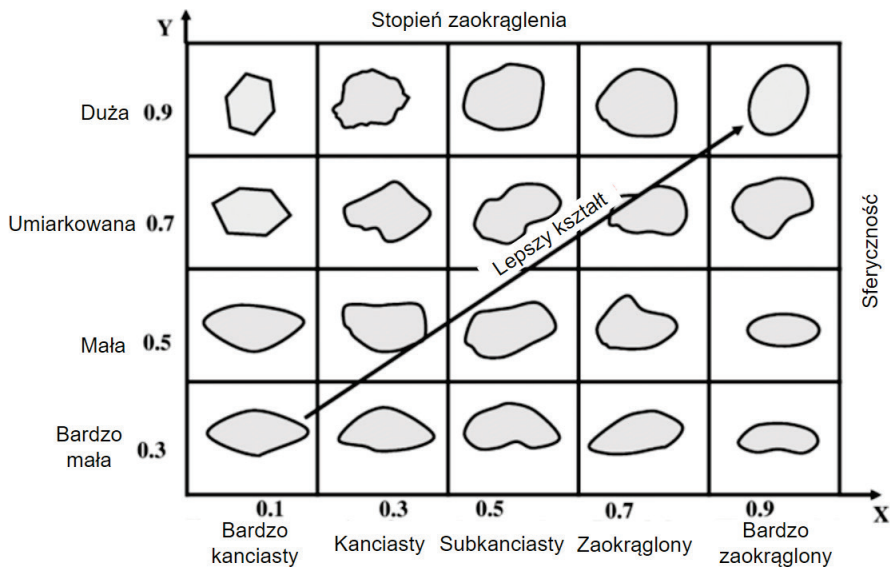 Stopień zaokrąglenia
Y
Duża 0.9
Umiarkowana 0.7
Mała 0.5
Bardzo
mała 0.3
Lepszy kształt
Sferyczność
0.1 0.3 0.5 0.7 0.9
X
Bardzo
kanciasty
Kanciasty
Subkanciasty
Zaokrąglony
Bardzo
zaokrąglony